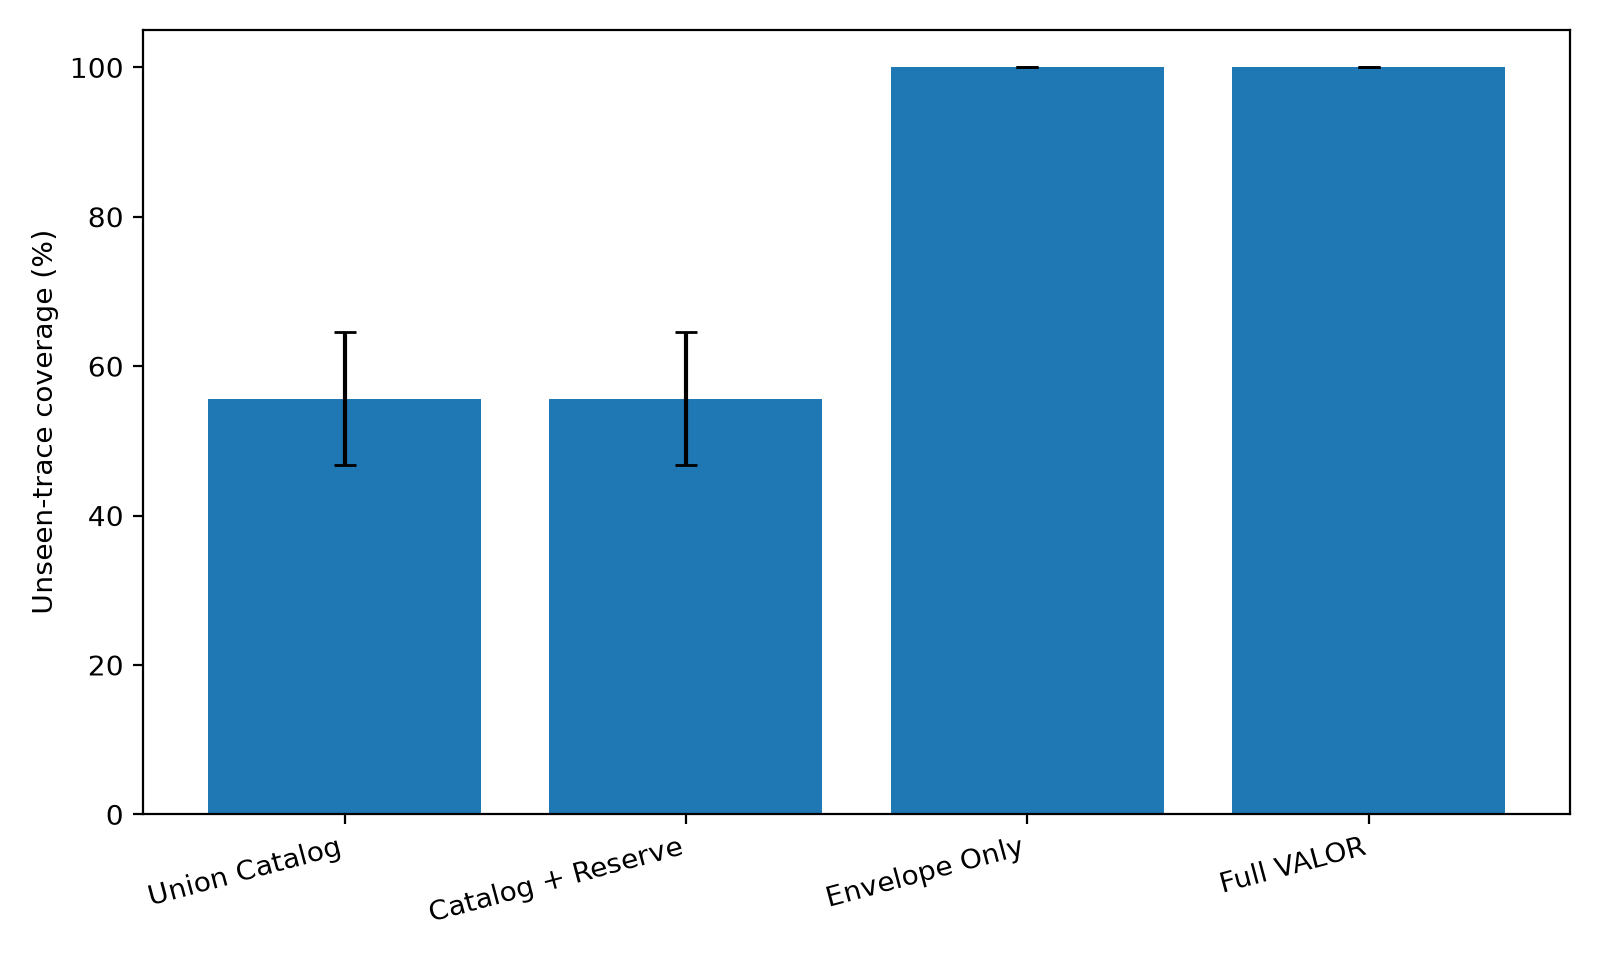 Unseen-trace coverage (%)
100
80
60
40
20
0
Union Catalog
Catalog + Reserve
Envelope Only
Full VALOR